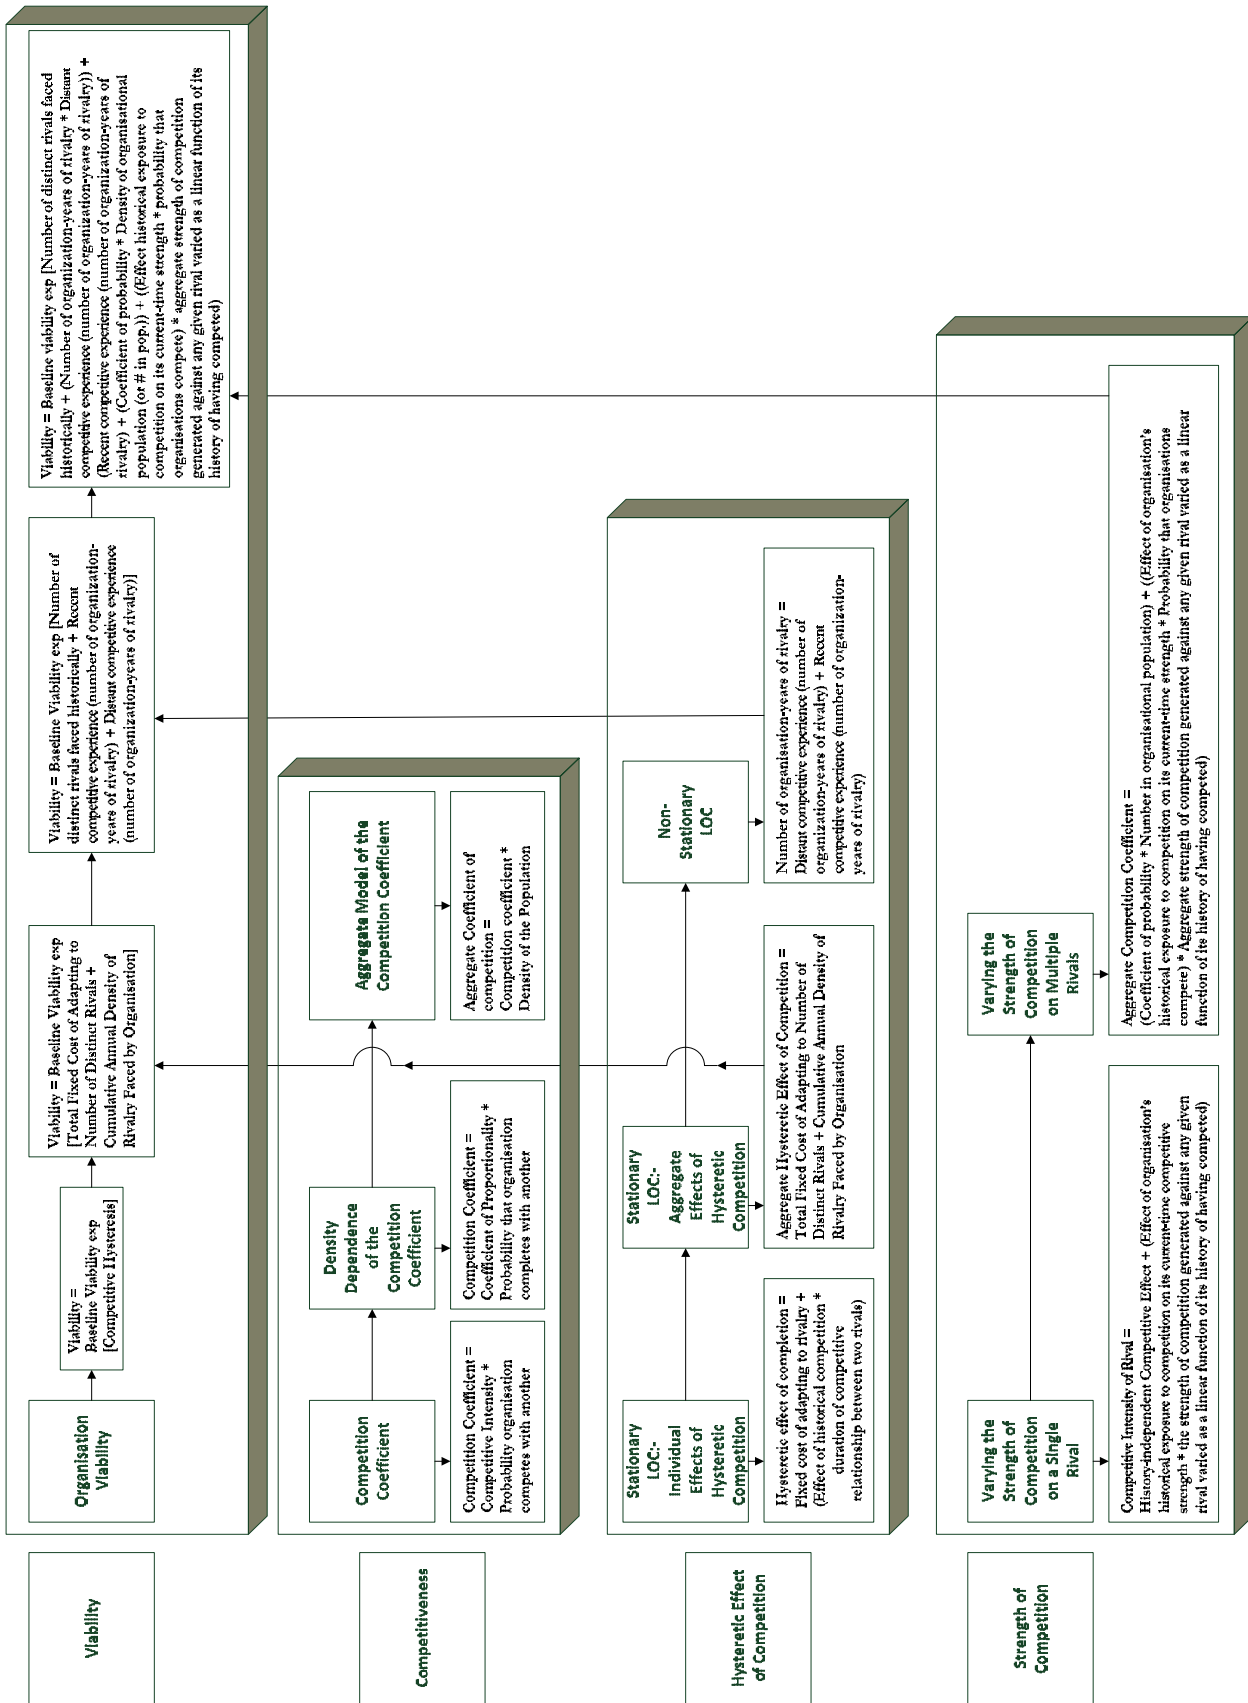 Viability
Organisation
Viability
Viability =
Baseline Viability exp
[Competitive Hysteresis]
Viability = Baseline Viability exp
[Total Fixed Cost of Adapting to
Number of Distinct Rivals +
Cumulative Annual Density of
Rivalry Faced by Organisation]
Viability = Baseline Viability exp [Number of
distinct rivals faced historically + Recent
competitive experience (number of organization-
years of rivalry) + Distant competitive experience
(number of organization-years of rivalry)]
Viability = Baseline viability exp [Number of distinct rivals faced
historically + (Number of organization-years of rivalry * Distant
competitive experience (number of organization-years of rivalry)) +
(Recent competitive experience (number of organization-years of
rivalry) + (Coefficient of probability * Density of organisational
population (or # in pop.)) + ((Effect historical exposure to
competition on its current-time strength * probability that
organisations compete) * aggregate strength of competition
generated against any given rival varied as a linear function of its
history of having competed)
Competitiveness
Competition
Coefficient
Competition Coefficient =
Competitive Intensity *
Probability organisation
competes with another
Density
Dependence
of the
Competition
Coefficient
Competition Coefficient =
Coefficient of Proportionality *
Probability that organisation
completes with another
Aggregate Model of the
Competition Coefficient
Aggregate Coefficient of
competition =
Competition coefficient *
Density of the Population
Hysteretic Effect
of Competition
Stationary
LOC:-
Individual
Effects of
Hysteretic
Competition
Hysteretic effect of completion =
Fixed cost of adapting to rivalry +
(Effect of historical competition *
duration of competitive
relationship between two rivals)
Stationary
LOC:-
Aggregate
Effects of
Hysteretic
Competition
Aggregate Hysteretic Effect of Competition =
Total Fixed Cost of Adapting to Number of
Distinct Rivals + Cumulative Annual Density of
Rivalry Faced by Organisation
Non-
Stationary
LOC
Number of organisation-years of rivalry =
Distant competitive experience (number of
organization-years of rivalry) + Recent
competitive experience (number of organization-
years of rivalry)
Strength of
Competition
Varying the
Strength of
Competition
on a Single
Rival
Competitive Intensity of Rival =
History-independent Competitive Effect + (Effect of organisation's
historical exposure to competition on its current-time competitive
strength * the strength of competition generated against any given
rival varied as a linear function of its history of having competed)
Varying the
Strength of
Competition
on Multiple
Rivals
Aggregate Competition Coefficient =
(Coefficient of probability * Number in organisational population) + ((Effect of organisation's
historical exposure to competition on its current-time strength * Probability that organisations
compete) * Aggregate strength of competition generated against any given rival varied as a linear
function of its history of having competed)